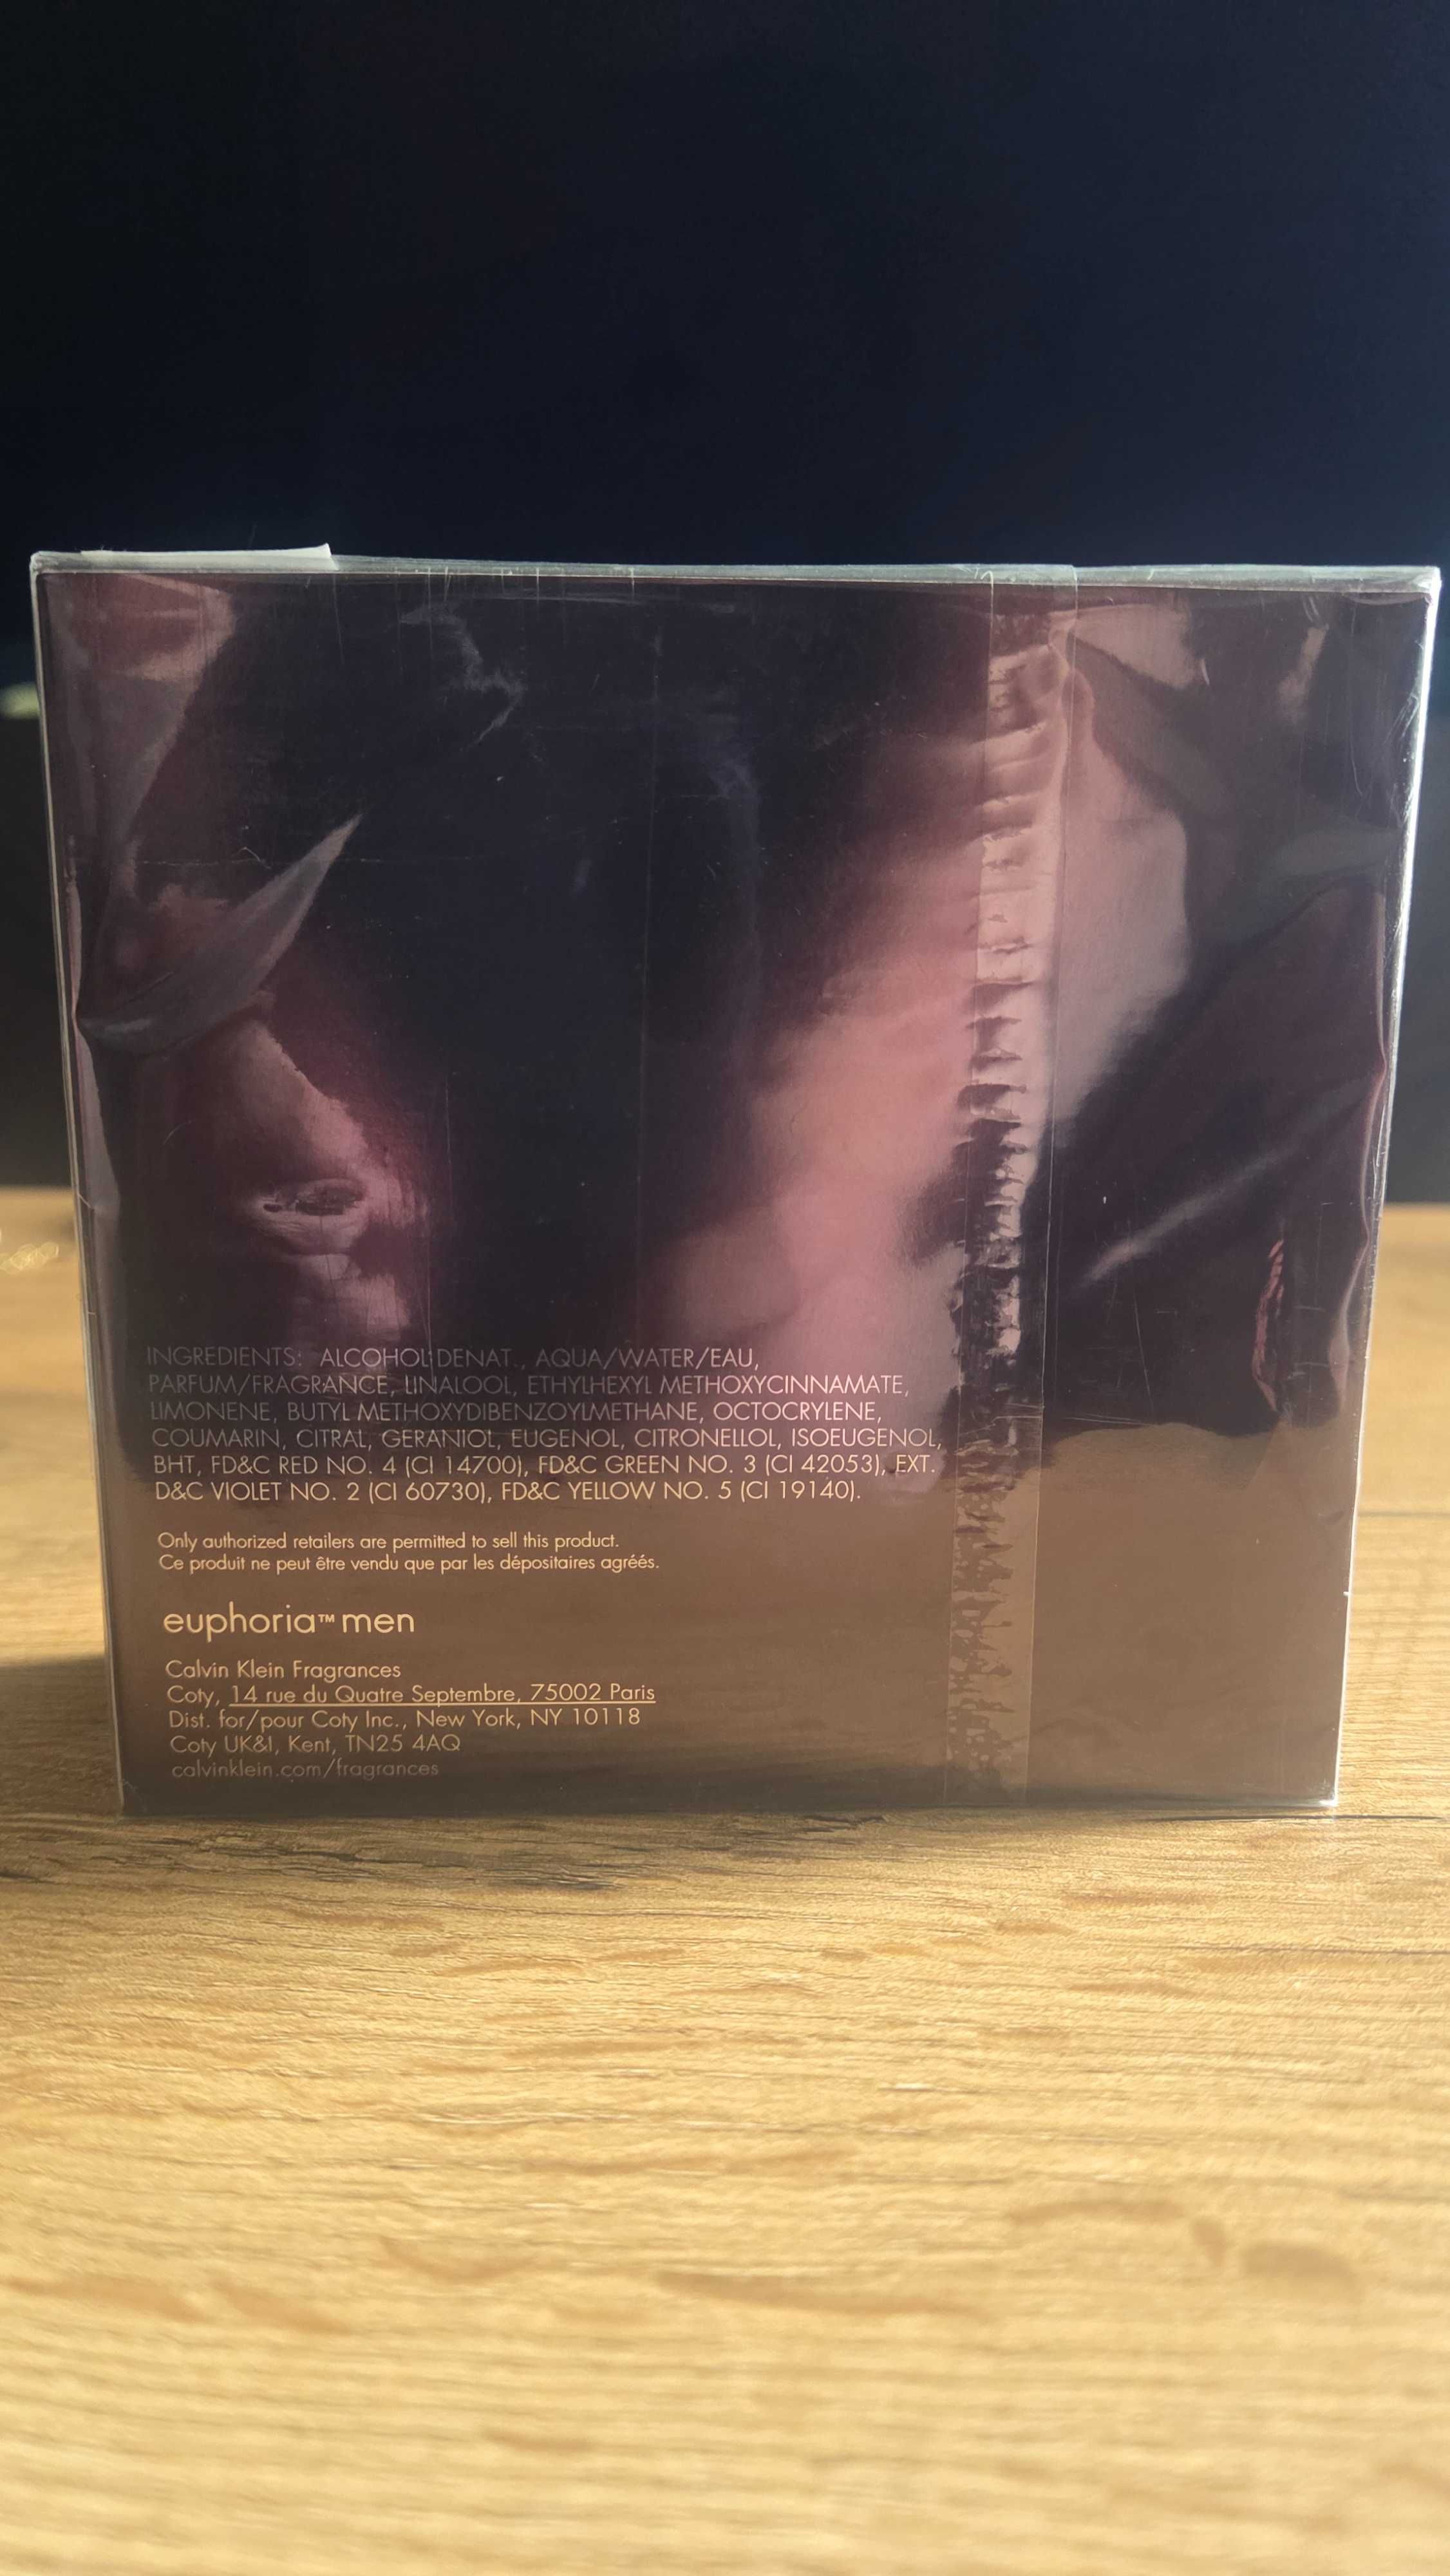 INGREDIENTS: ALCOHOL DENAT., AQUA/WATER/EAU,
PARFUM/FRAGRANCE, LINALOOL, ETHYLHEXYL METHOXYCINNAMATE,
LIMONENE, BUTYL METHOXYDIBENZOYLMETHANE, OCTOCRYLENE,
COUMARIN, CITRAL, GERANIOL, EUGENOL, CITRONELLOL, ISOEUGENOL,
BHT, FD&C RED NO. 4 (CI 14700), FD&C GREEN NO. 3 (CI 42053), EXT.
D&C VIOLET NO. 2 (CI 60730), FD&C YELLOW NO. 5 (CI 19140).
Only authorized retailers are permitted to sell this product.
Ce produit ne peut être vendu que par les dépositaires agréés.
euphoria™ men
Calvin Klein Fragrances
Coty, 14 rue du Quatre Septembre, 75002 Paris
Dist. for/pour Coty Inc., New York, NY 10118
Coty UK&I, Kent, TN25 4AQ
calvinklein.com/fragrances